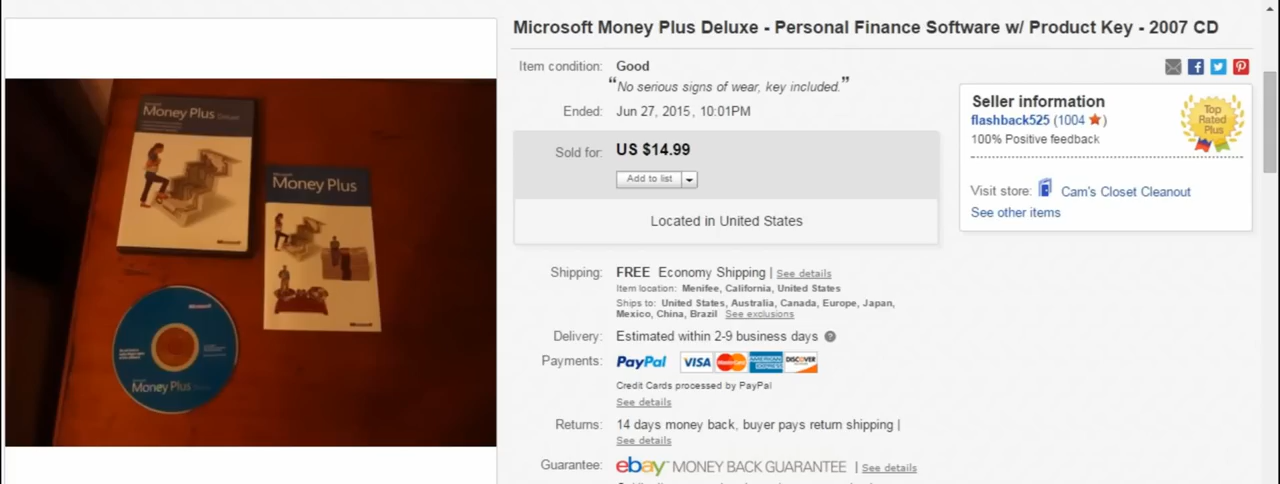 Microsoft Money Plus Deluxe - Personal Finance Software w/ Product Key - 2007 CD
Item condition: Good
“No serious signs of wear, key included.”
Ended: Jun 27, 2015, 10:01PM
Sold for: US $14.99
Add to list
Located in United States
Shipping: FREE Economy Shipping | See details
Item location: Menifee, California, United States
Ships to: United States, Australia, Canada, Europe, Japan,
Mexico, China, Brazil See exclusions
Delivery: Estimated within 2-9 business days ?
Payments: PayPal VISA MasterCard AMERICAN EXPRESS DISCOVER
Credit Cards processed by PayPal
See details
Returns: 14 days money back, buyer pays return shipping |
See details
Guarantee: ebay MONEY BACK GUARANTEE | See details
Seller information
flashback525 (1004 ★)
100% Positive feedback
Top
Rated
Plus
Visit store: Cam's Closet Cleanout
See other items
Money Plus Deluxe
Microsoft
Money Plus
Microsoft
Microsoft
Money Plus